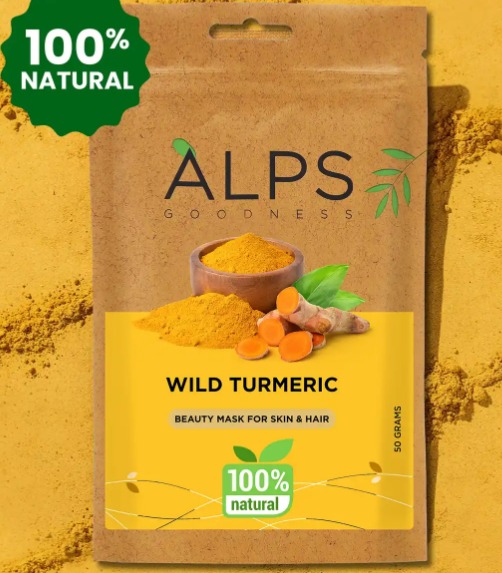 100%
NATURAL
ALPS
GOODNESS
WILD TURMERIC
BEAUTY MASK FOR SKIN & HAIR
50 GRAMS
100%
natural